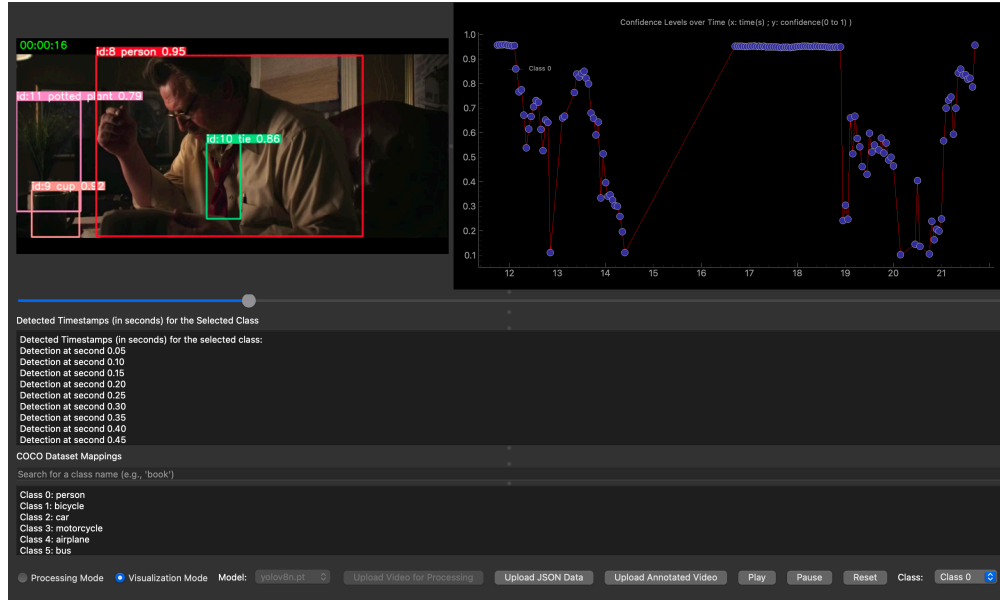 Confidence Levels over Time (x: time(s) ; y: confidence(0 to 1) )
00:00:16
id:8 person 0.95
id:11 potted plant 0.79
id:10 tie 0.86
id:9 cup 0.92
1.0
0.9
0.8
0.7
0.6
0.5
0.4
0.3
0.2
0.1
Class 0
12 13 14 15 16 17 18 19 20 21
Detected Timestamps (in seconds) for the Selected Class
Detected Timestamps (in seconds) for the selected class:
Detection at second 0.05
Detection at second 0.10
Detection at second 0.15
Detection at second 0.20
Detection at second 0.25
Detection at second 0.30
Detection at second 0.35
Detection at second 0.40
Detection at second 0.45
COCO Dataset Mappings
Search for a class name (e.g., 'book')
Class 0: person
Class 1: bicycle
Class 2: car
Class 3: motorcycle
Class 4: airplane
Class 5: bus
Processing Mode Visualization Mode Model: yolov8n.pt Upload Video for Processing Upload JSON Data Upload Annotated Video Play Pause Reset Class: Class 0